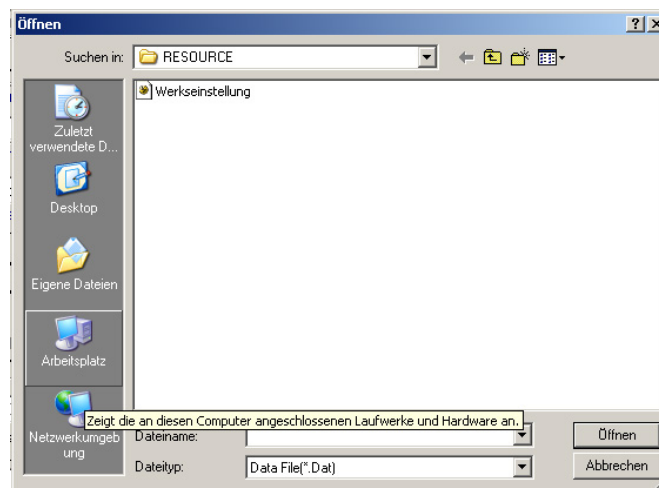 Öffnen
Suchen in:
RESOURCE
Werkseinstellung
Zuletzt
verwendete D...
Desktop
Eigene Dateien
Arbeitsplatz
Zeigt die an diesen Computer angeschlossenen Laufwerke und Hardware an.
Netzwerkumgeb
ung
Dateiname:
Öffnen
Dateityp:
Data File(*.Dat)
Abbrechen